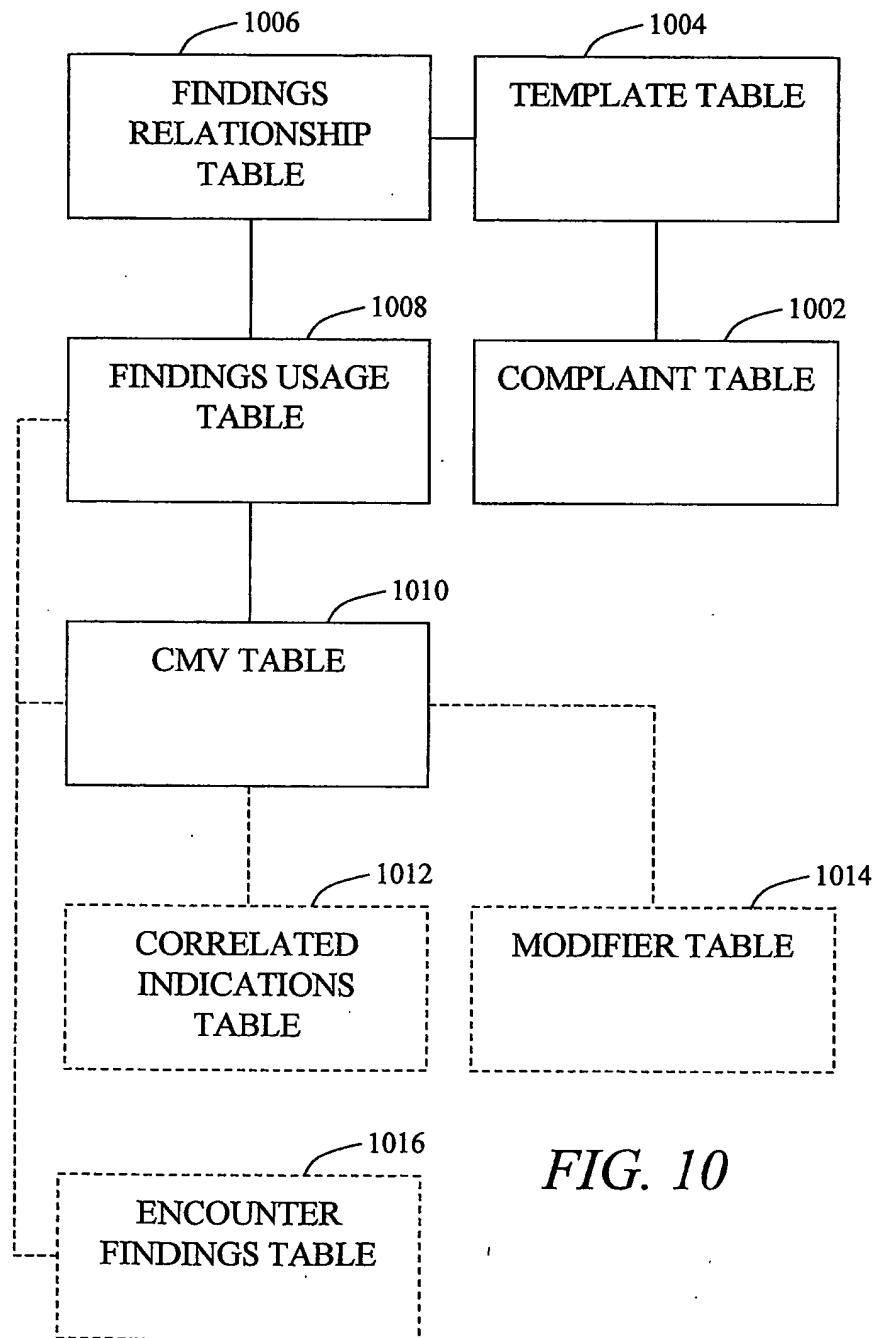 1006
FINDINGS
RELATIONSHIP
TABLE
1004
TEMPLATE TABLE
1008
FINDINGS USAGE
TABLE
1002
COMPLAINT TABLE
1010
CMV TABLE
1012
CORRELATED
INDICATIONS
TABLE
1014
MODIFIER TABLE
1016
ENCOUNTER
FINDINGS TABLE
FIG. 10